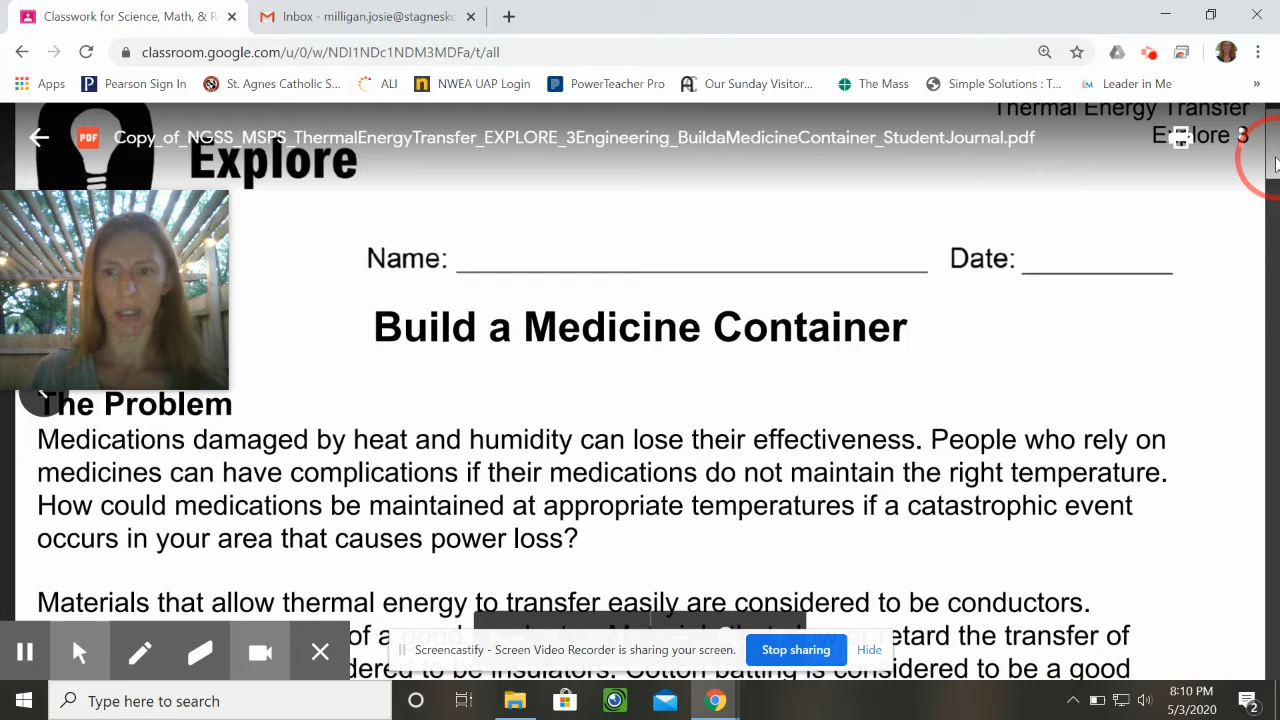 Classwork for Science, Math, & R
Inbox - milligan.josie@stagnesk
classroom.google.com/u/0/w/NDI1NDc1NDM3MDFa/t/all
Apps
Pearson Sign In
St. Agnes Catholic S...
ALI
NWEA UAP Login
PowerTeacher Pro
Our Sunday Visitor...
The Mass
Simple Solutions : T...
Leader in Me
Thermal Energy Transfer
PDF Copy_of_NGSS_MSPS_ThermalEnergyTransfer_EXPLORE_3Engineering_BuildaMedicineContainer_StudentJournal.pdf
Explore 3
Explore
Name: Date:
Build a Medicine Container
The Problem
Medications damaged by heat and humidity can lose their effectiveness. People who rely on
medicines can have complications if their medications do not maintain the right temperature.
How could medications be maintained at appropriate temperatures if a catastrophic event
occurs in your area that causes power loss?
Materials that allow thermal energy to transfer easily are considered to be conductors.
of a good retard the transfer of
Screencastify - Screen Video Recorder is sharing your screen.
Stop sharing
Hide
dered to be insulators. Cotton batting is considered to be a good
Type here to search
8:10 PM
5/3/2020
2